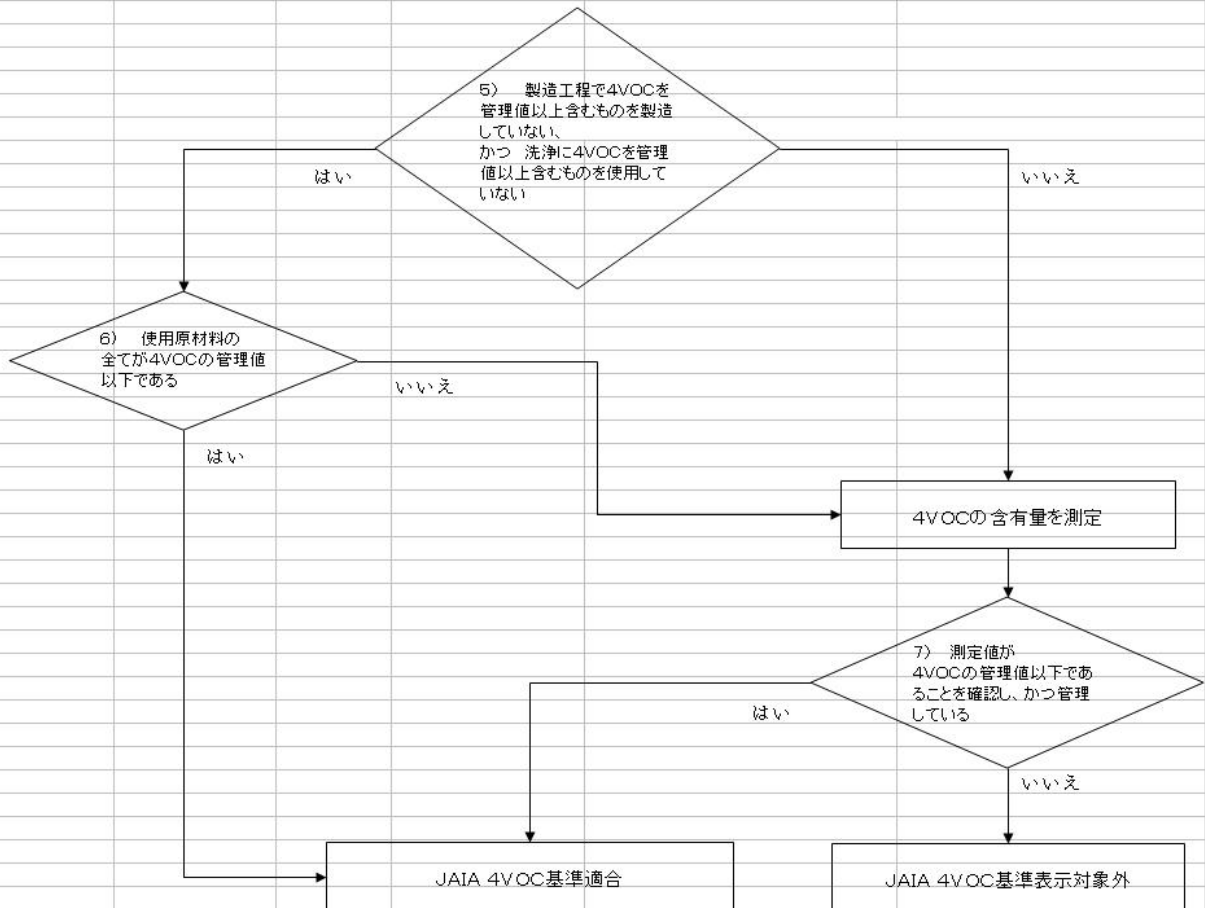 5)　製造工程で4VOCを
管理値以上含むものを製造
していない、
かつ　洗浄に4VOCを管理
値以上含むものを使用して
いない
はい
いいえ
6)　使用原材料の
全てが4VOCの管理値
以下である
いいえ
はい
4VOCの含有量を測定
7)　測定値が
4VOCの管理値以下であ
ることを確認し、かつ管理
している
はい
いいえ
JAIA 4VOC基準適合
JAIA 4VOC基準表示対象外